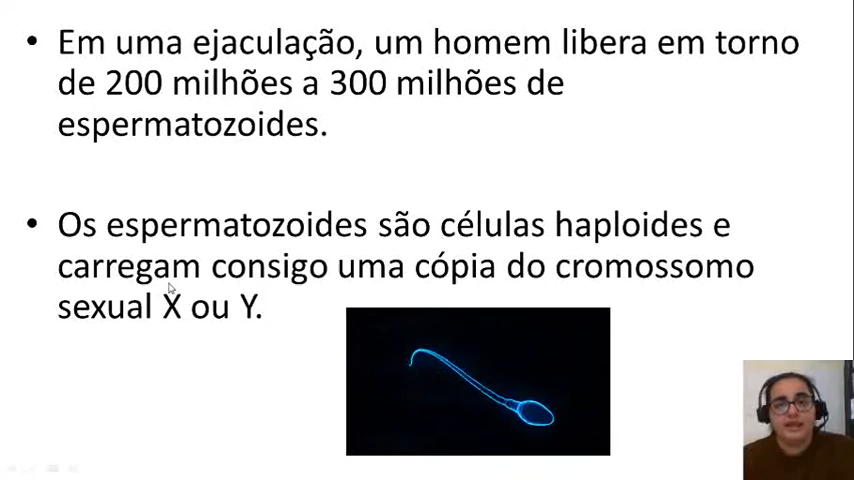 • Em uma ejaculação, um homem libera em torno
de 200 milhões a 300 milhões de
espermatozoides.
• Os espermatozoides são células haploides e
carregam consigo uma cópia do cromossomo
sexual X ou Y.